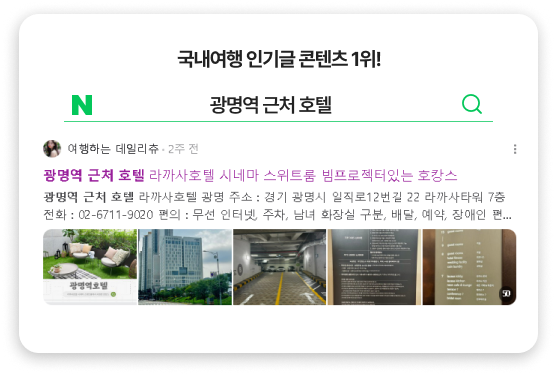 국내여행 인기글 콘텐츠 1위!
N 광명역 근처 호텔
여행하는 데일리츄 · 2주 전
광명역 근처 호텔 라까사호텔 시네마 스위트룸 빔프로젝터있는 호캉스
광명역 근처 호텔 라까사호텔 광명 주소 : 경기 광명시 일직로12번길 22 라까사타워 7층
전화 : 02-6711-9020 편의 : 무선 인터넷, 주차, 남녀 화장실 구분, 배달, 예약, 장애인 편...
광명역호텔
50